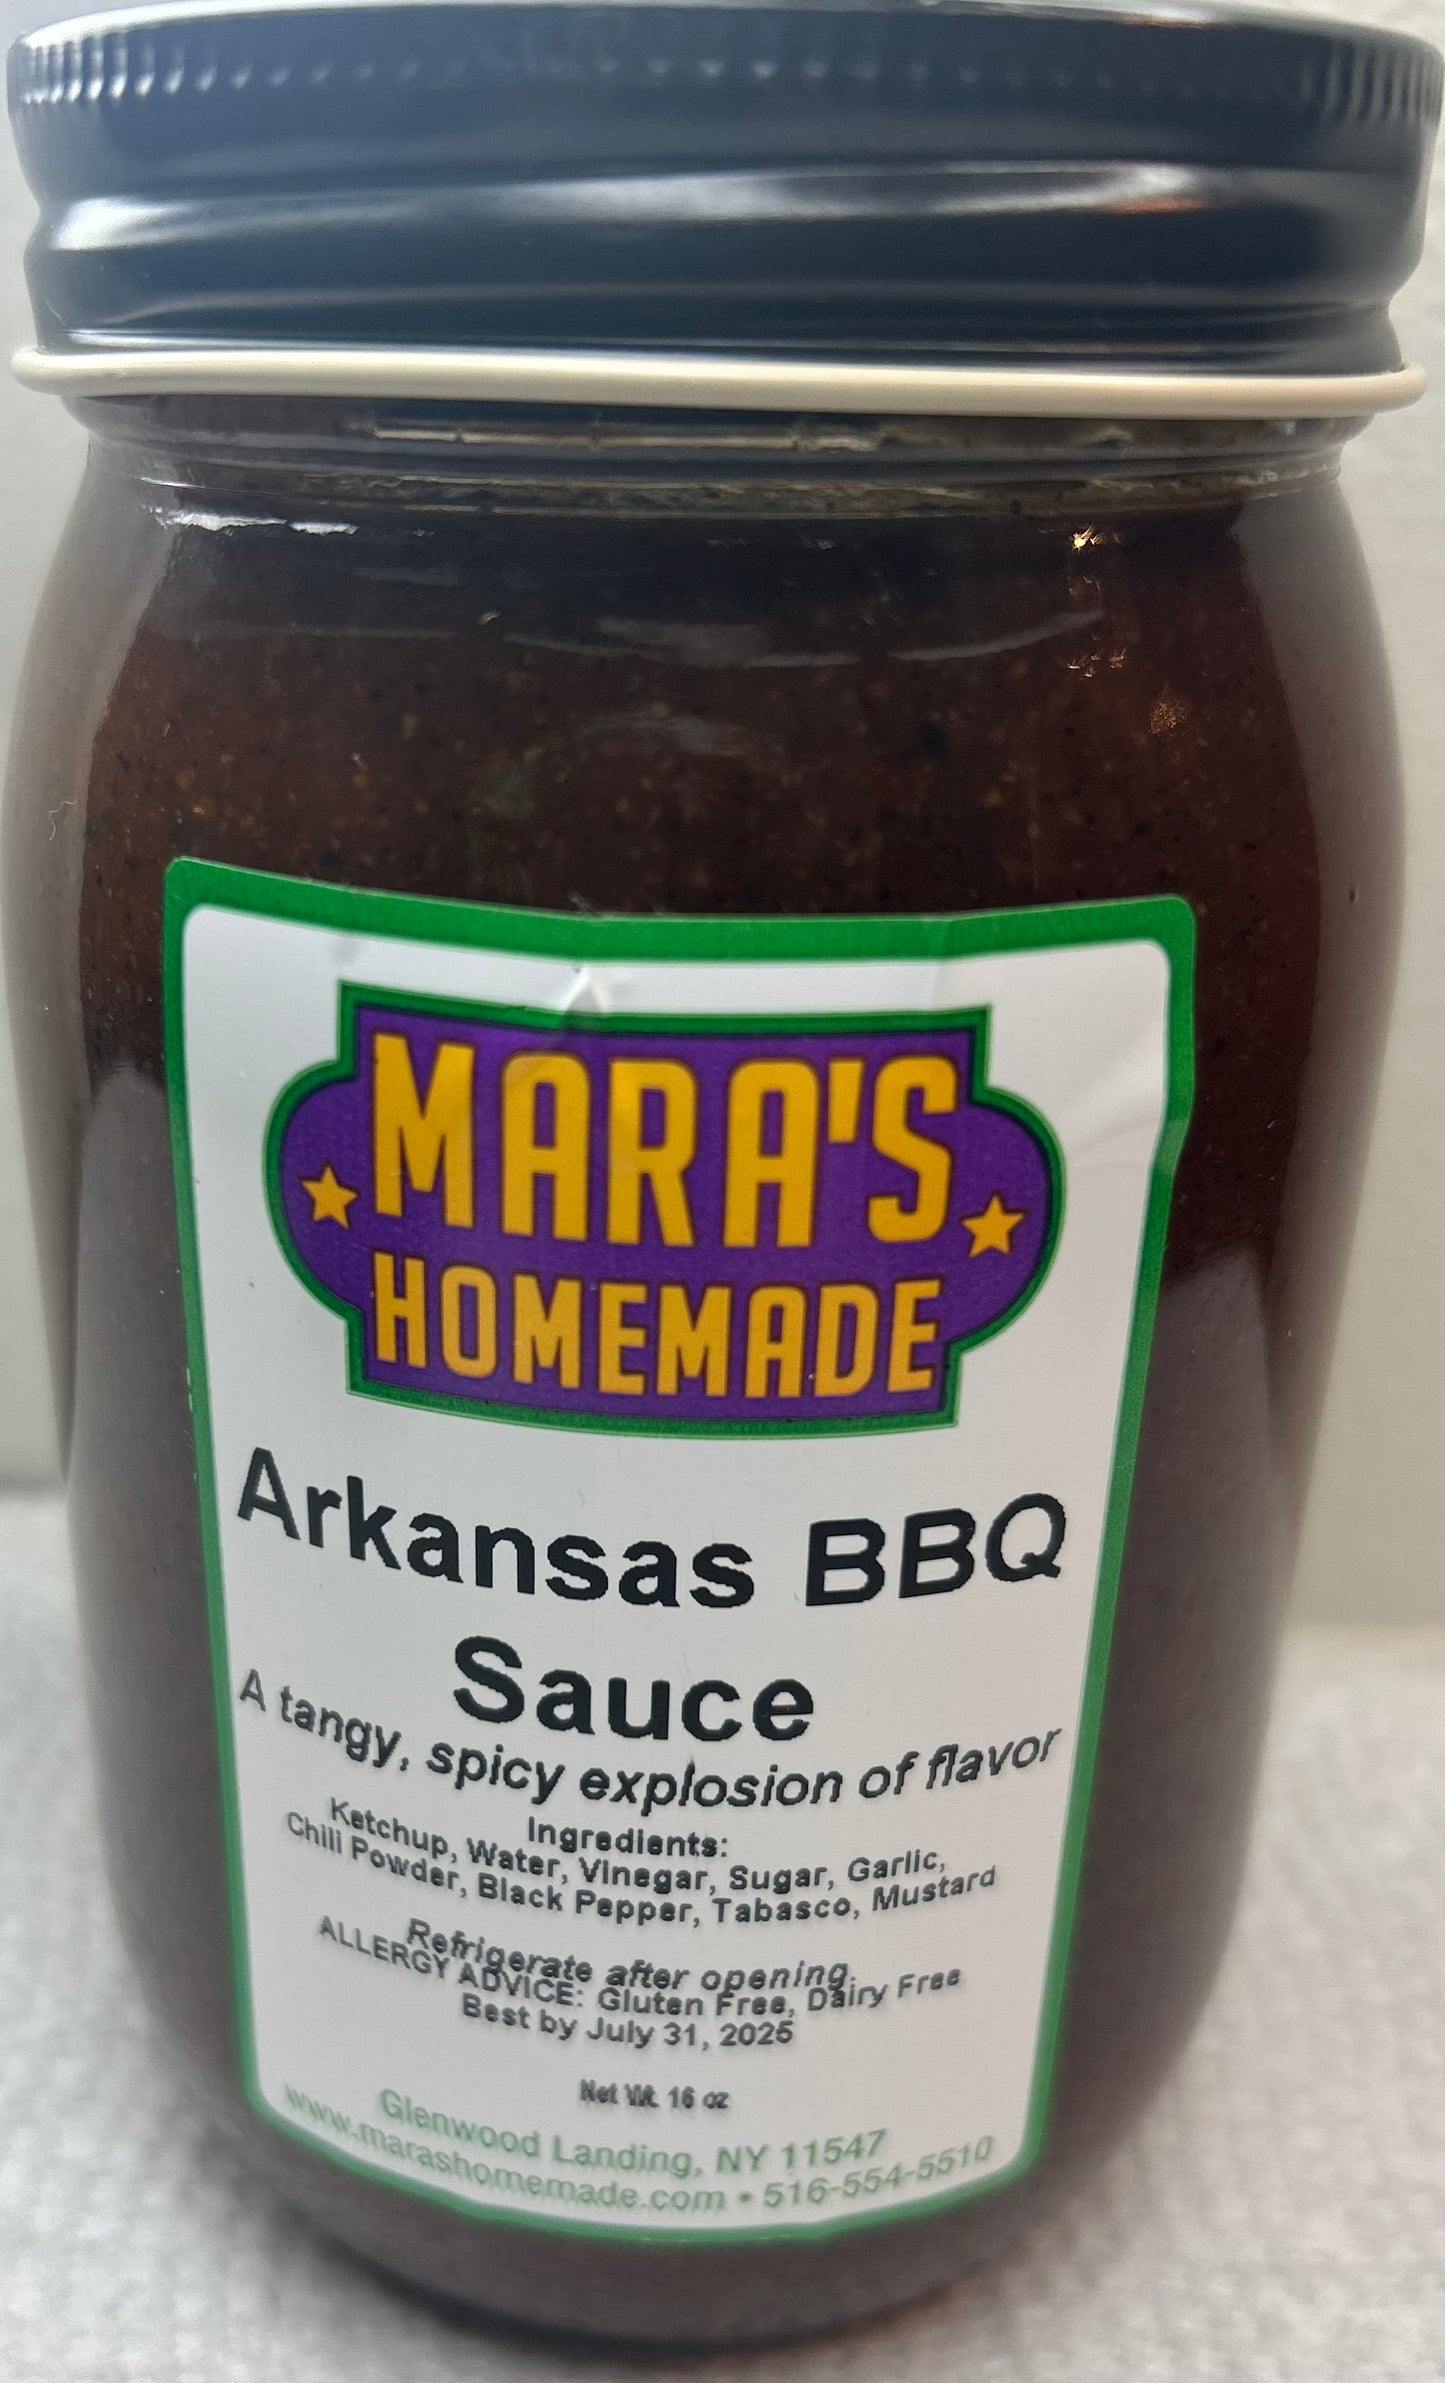 MARA'S
HOMEMADE
Arkansas BBQ
Sauce
A tangy, spicy explosion of flavor
Ingredients:
Ketchup, Water, Vinegar, Sugar, Garlic,
Chili Powder, Black Pepper, Tabasco, Mustard
Refrigerate after opening.
ALLERGY ADVICE: Gluten Free, Dairy Free
Best by July 31, 2025
Net Wt. 16 oz
Glenwood Landing, NY 11547
www.marashomemade.com • 516-554-5510